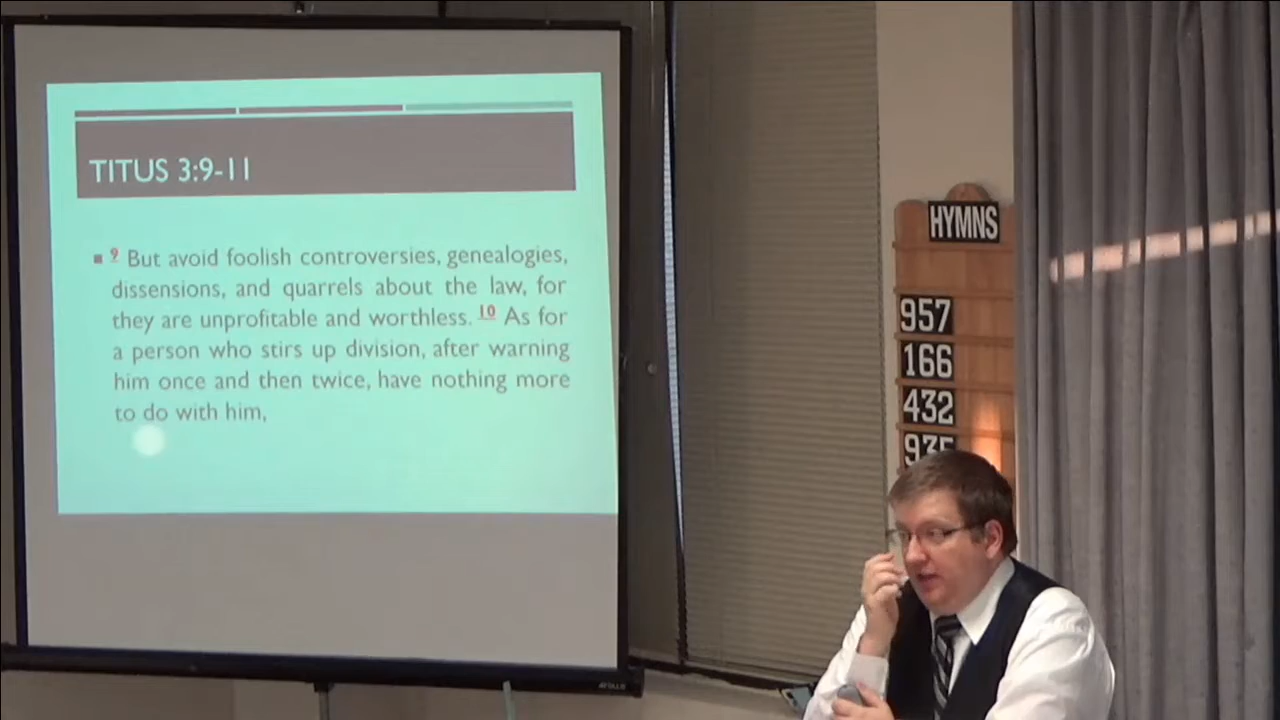 TITUS 3:9-11
▪ 9 But avoid foolish controversies, genealogies,
dissensions, and quarrels about the law, for
they are unprofitable and worthless. 10 As for
a person who stirs up division, after warning
him once and then twice, have nothing more
to do with him,
HYMNS
957
166
432
935
APOLLO